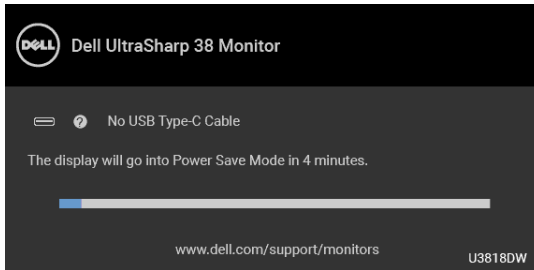 DELL Dell UltraSharp 38 Monitor
? No USB Type-C Cable
The display will go into Power Save Mode in 4 minutes.
www.dell.com/support/monitors
U3818DW